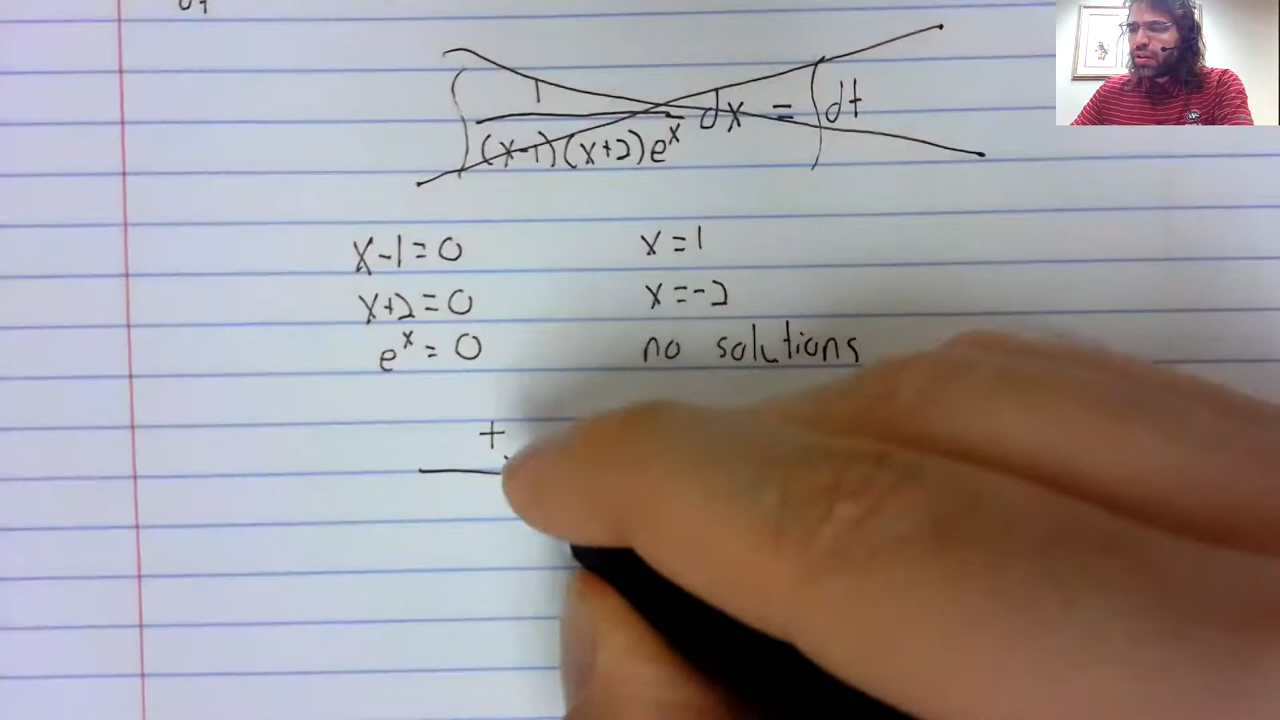 ∫ 1/((x-1)(x+2)e^x) dx = ∫ dt
x-1=0 x=1
x+2=0 x=-2
e^x=0 no solutions
+